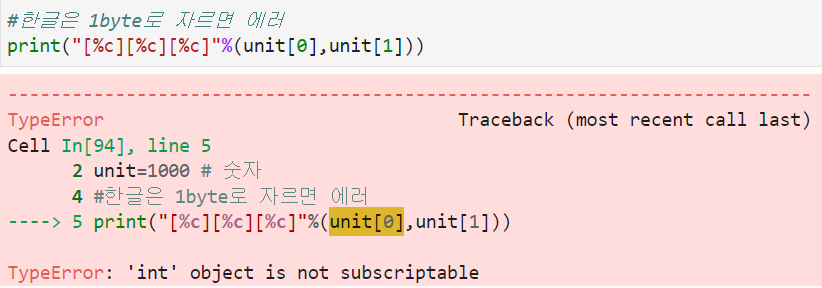 #한글은 1byte로 자르면 에러
print("[%c][%c][%c]"%(unit[0],unit[1]))
---------------------------------------------------------------------------
TypeError Traceback (most recent call last)
Cell In[94], line 5
2 unit=1000 # 숫자
4 #한글은 1byte로 자르면 에러
----> 5 print("[%c][%c][%c]"%(unit[0],unit[1]))
TypeError: 'int' object is not subscriptable